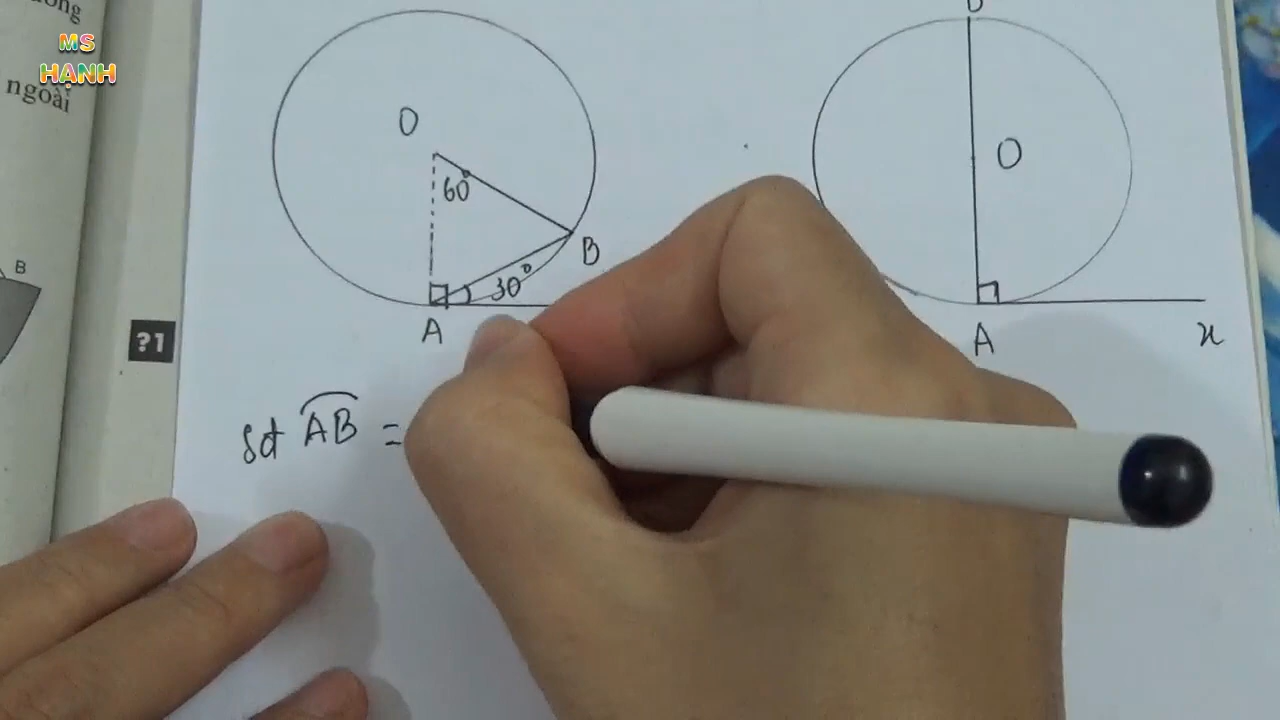 MS
HẠNH
ngoài
B
?1
O
60°
B
30°
A
sđ AB =
O
A
x